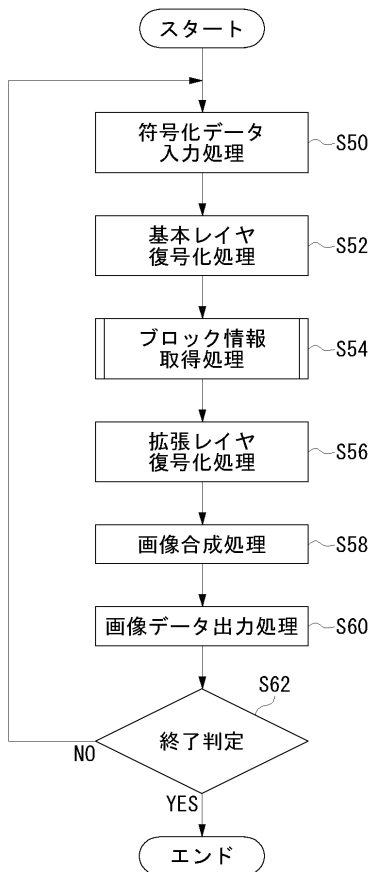 スタート
符号化データ
入力処理
S50
基本レイヤ
復号化処理
S52
ブロック情報
取得処理
S54
拡張レイヤ
復号化処理
S56
画像合成処理
S58
画像データ出力処理
S60
S62
終了判定
NO
YES
エンド